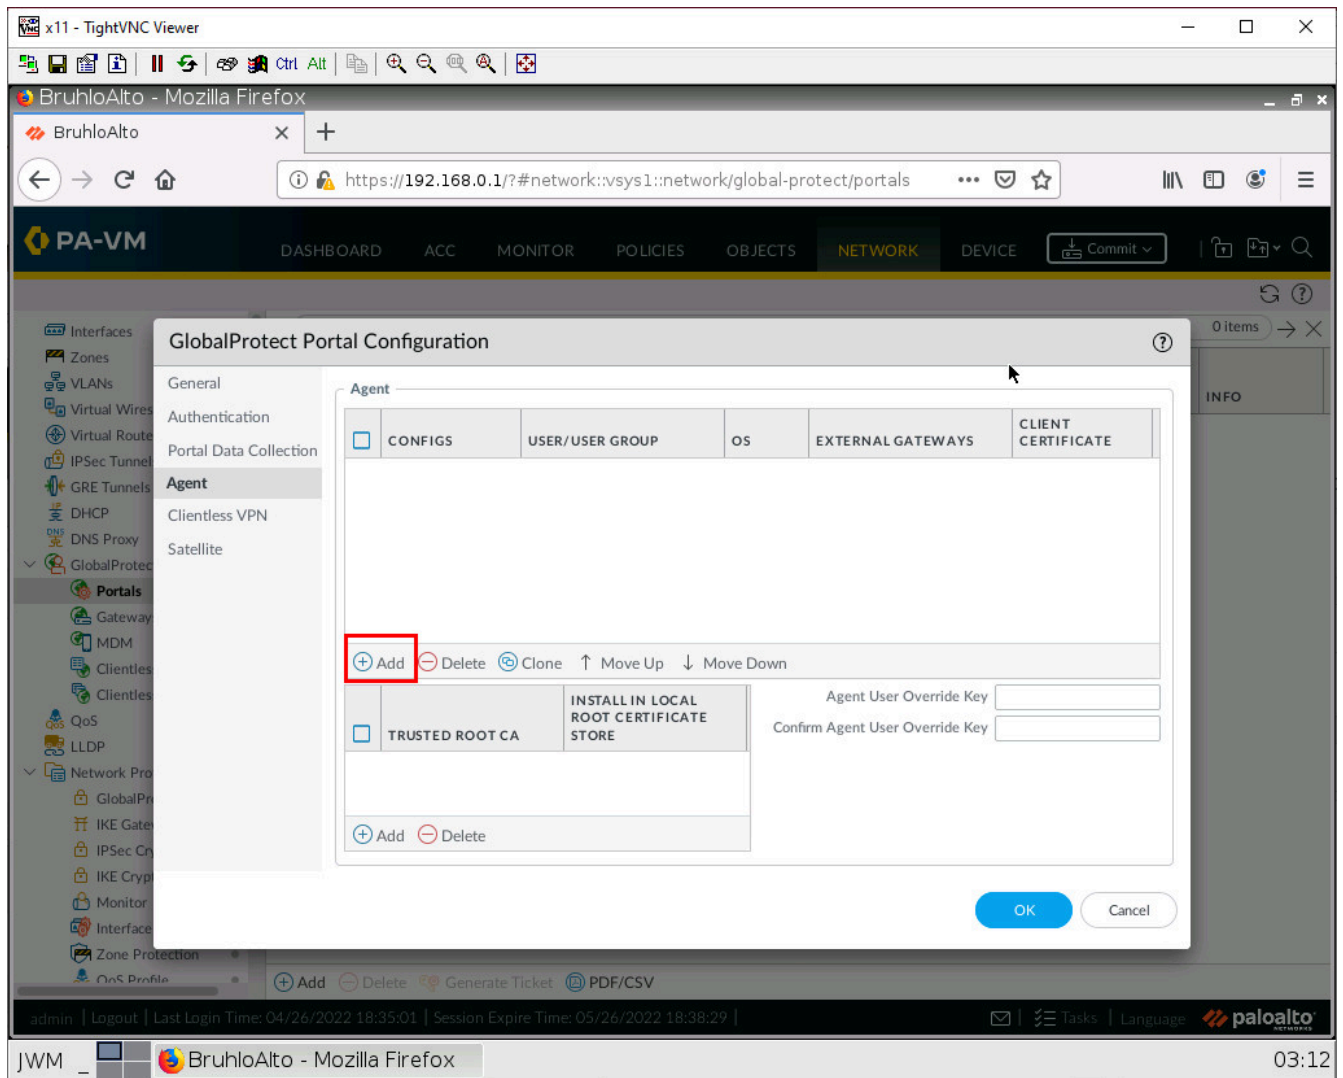 x11 - TightVNC Viewer
Ctrl Alt
BruhloAlto - Mozilla Firefox
BruhloAlto
https://192.168.0.1/?#network::vsys1::network/global-protect/portals
PA-VM
DASHBOARD ACC MONITOR POLICIES OBJECTS NETWORK DEVICE Commit
0 items
Interfaces
Zones
VLANs
Virtual Wires
Virtual Route
IPSec Tunnel
GRE Tunnels
DHCP
DNS Proxy
GlobalProtec
Portals
Gateway
MDM
Clientles
Clientles
QoS
LLDP
Network Pro
GlobalPr
IKE Gate
IPSec Cry
IKE Crypt
Monitor
Interface
Zone Protection
QoS Profile
GlobalProtect Portal Configuration
General
Authentication
Portal Data Collection
Agent
Clientless VPN
Satellite
Agent
CONFIGS USER/USER GROUP OS EXTERNAL GATEWAYS CLIENT CERTIFICATE
INFO
Add Delete Clone Move Up Move Down
TRUSTED ROOT CA INSTALL IN LOCAL ROOT CERTIFICATE STORE
Agent User Override Key
Confirm Agent User Override Key
Add Delete
OK Cancel
Add Delete Generate Ticket PDF/CSV
admin | Logout | Last Login Time: 04/26/2022 18:35:01 | Session Expire Time: 05/26/2022 18:38:29 |
Tasks | Language paloalto NETWORKS
JWM
BruhloAlto - Mozilla Firefox
03:12